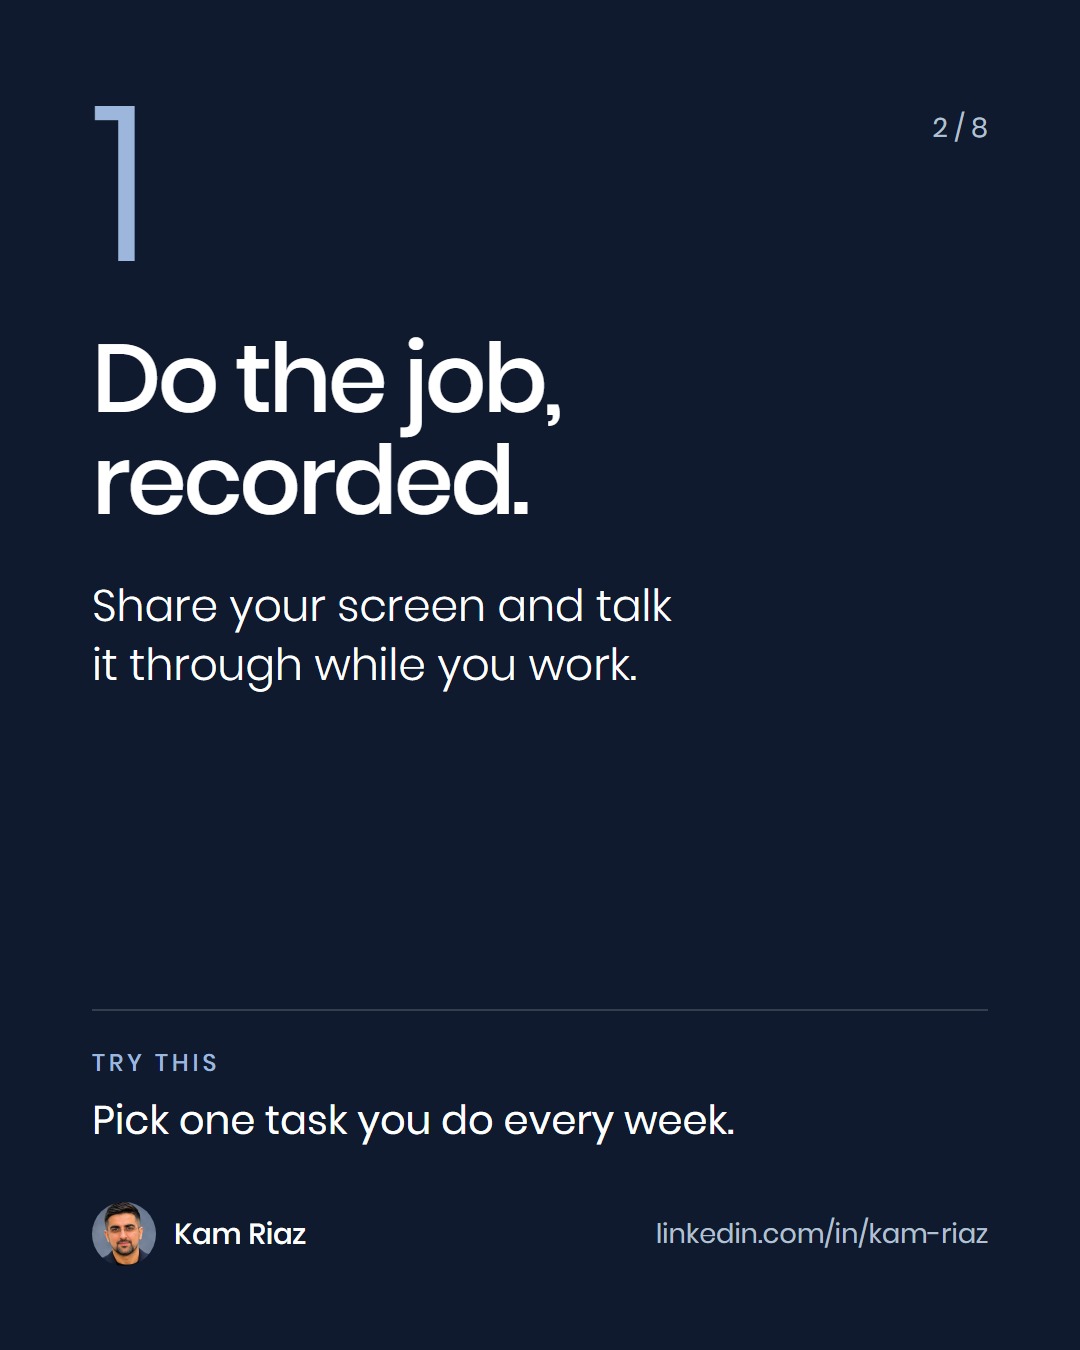 1
2 / 8
Do the job,
recorded.
Share your screen and talk
it through while you work.
TRY THIS
Pick one task you do every week.
Kam Riaz
linkedin.com/in/kam-riaz